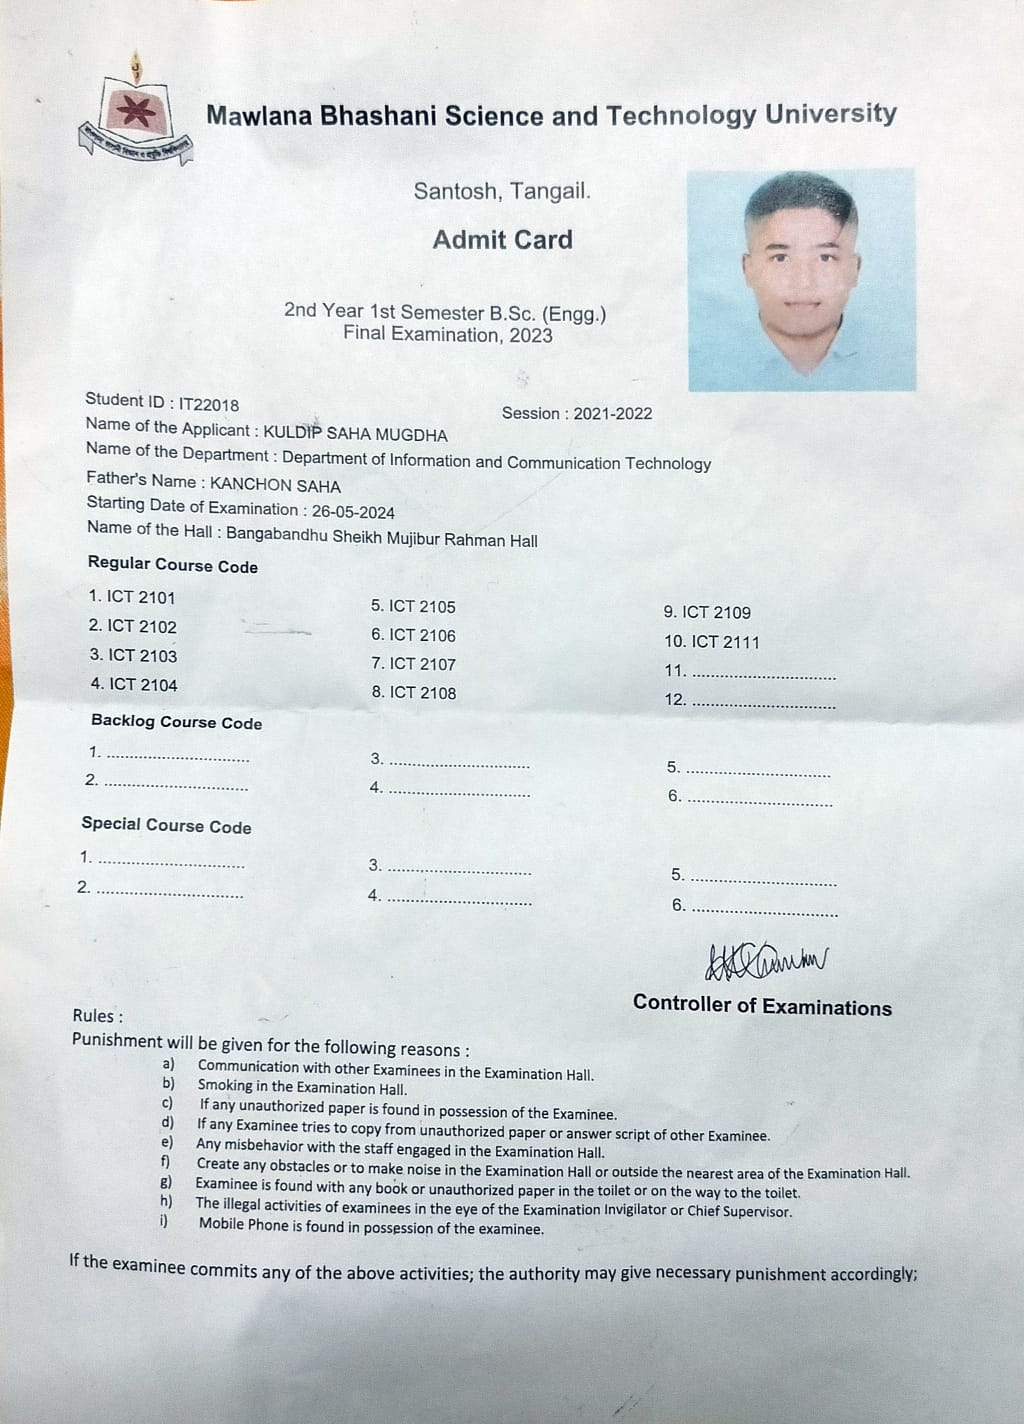 Mawlana Bhashani Science and Technology University
Santosh, Tangail.
Admit Card
2nd Year 1st Semester B.Sc. (Engg.)
Final Examination, 2023
Student ID : IT22018
Session : 2021-2022
Name of the Applicant : KULDIP SAHA MUGDHA
Name of the Department : Department of Information and Communication Technology
Father's Name : KANCHON SAHA
Starting Date of Examination : 26-05-2024
Name of the Hall : Bangabandhu Sheikh Mujibur Rahman Hall
Regular Course Code
1. ICT 2101
2. ICT 2102
3. ICT 2103
4. ICT 2104
5. ICT 2105
6. ICT 2106
7. ICT 2107
8. ICT 2108
9. ICT 2109
10. ICT 2111
11. ..............................
12. ..............................
Backlog Course Code
1. ..............................
2. ..............................
3. ..............................
4. ..............................
5. ..............................
6. ..............................
Special Course Code
1. ..............................
2. ..............................
3. ..............................
4. ..............................
5. ..............................
6. ..............................
Controller of Examinations
Rules :
Punishment will be given for the following reasons :
a) Communication with other Examinees in the Examination Hall.
b) Smoking in the Examination Hall.
c) If any unauthorized paper is found in possession of the Examinee.
d) If any Examinee tries to copy from unauthorized paper or answer script of other Examinee.
e) Any misbehavior with the staff engaged in the Examination Hall.
f) Create any obstacles or to make noise in the Examination Hall or outside the nearest area of the Examination Hall.
g) Examinee is found with any book or unauthorized paper in the toilet or on the way to the toilet.
h) The illegal activities of examinees in the eye of the Examination Invigilator or Chief Supervisor.
i) Mobile Phone is found in possession of the examinee.
If the examinee commits any of the above activities; the authority may give necessary punishment accordingly;